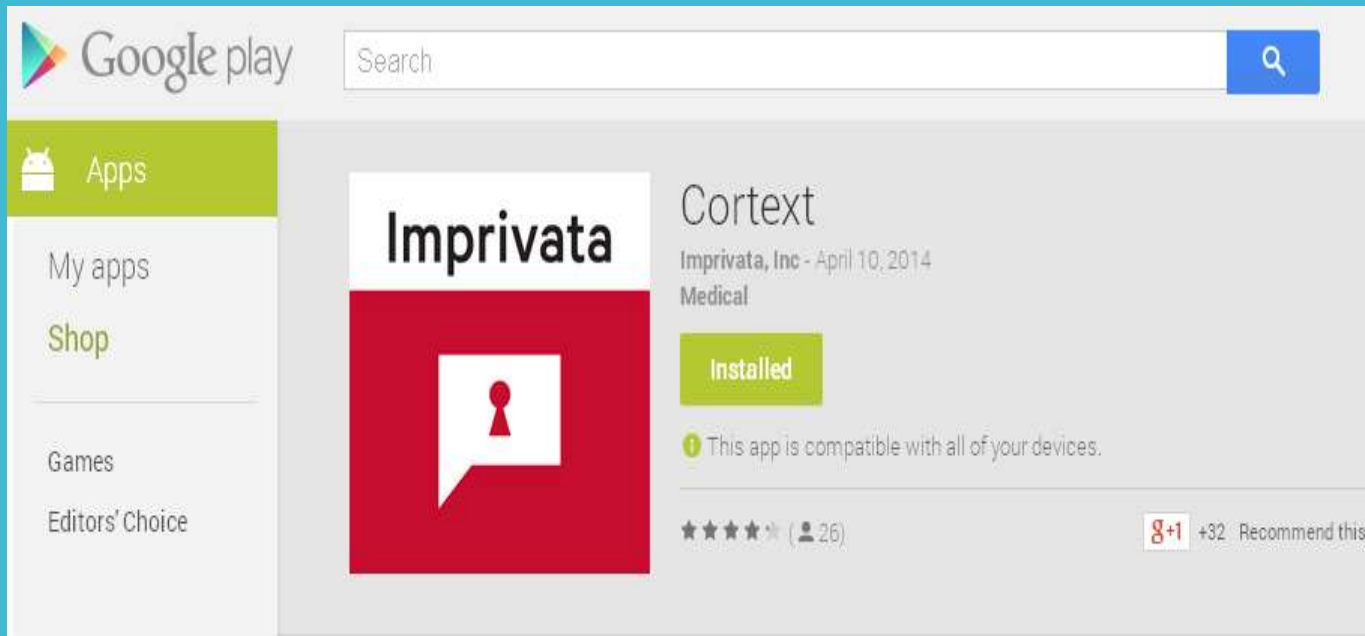 Google play
Search
Apps
My apps
Shop
Games
Editors' Choice
Imprivata
Cortext
Imprivata, Inc - April 10, 2014
Medical
Installed
This app is compatible with all of your devices.
(26)
g+1 +32 Recommend this